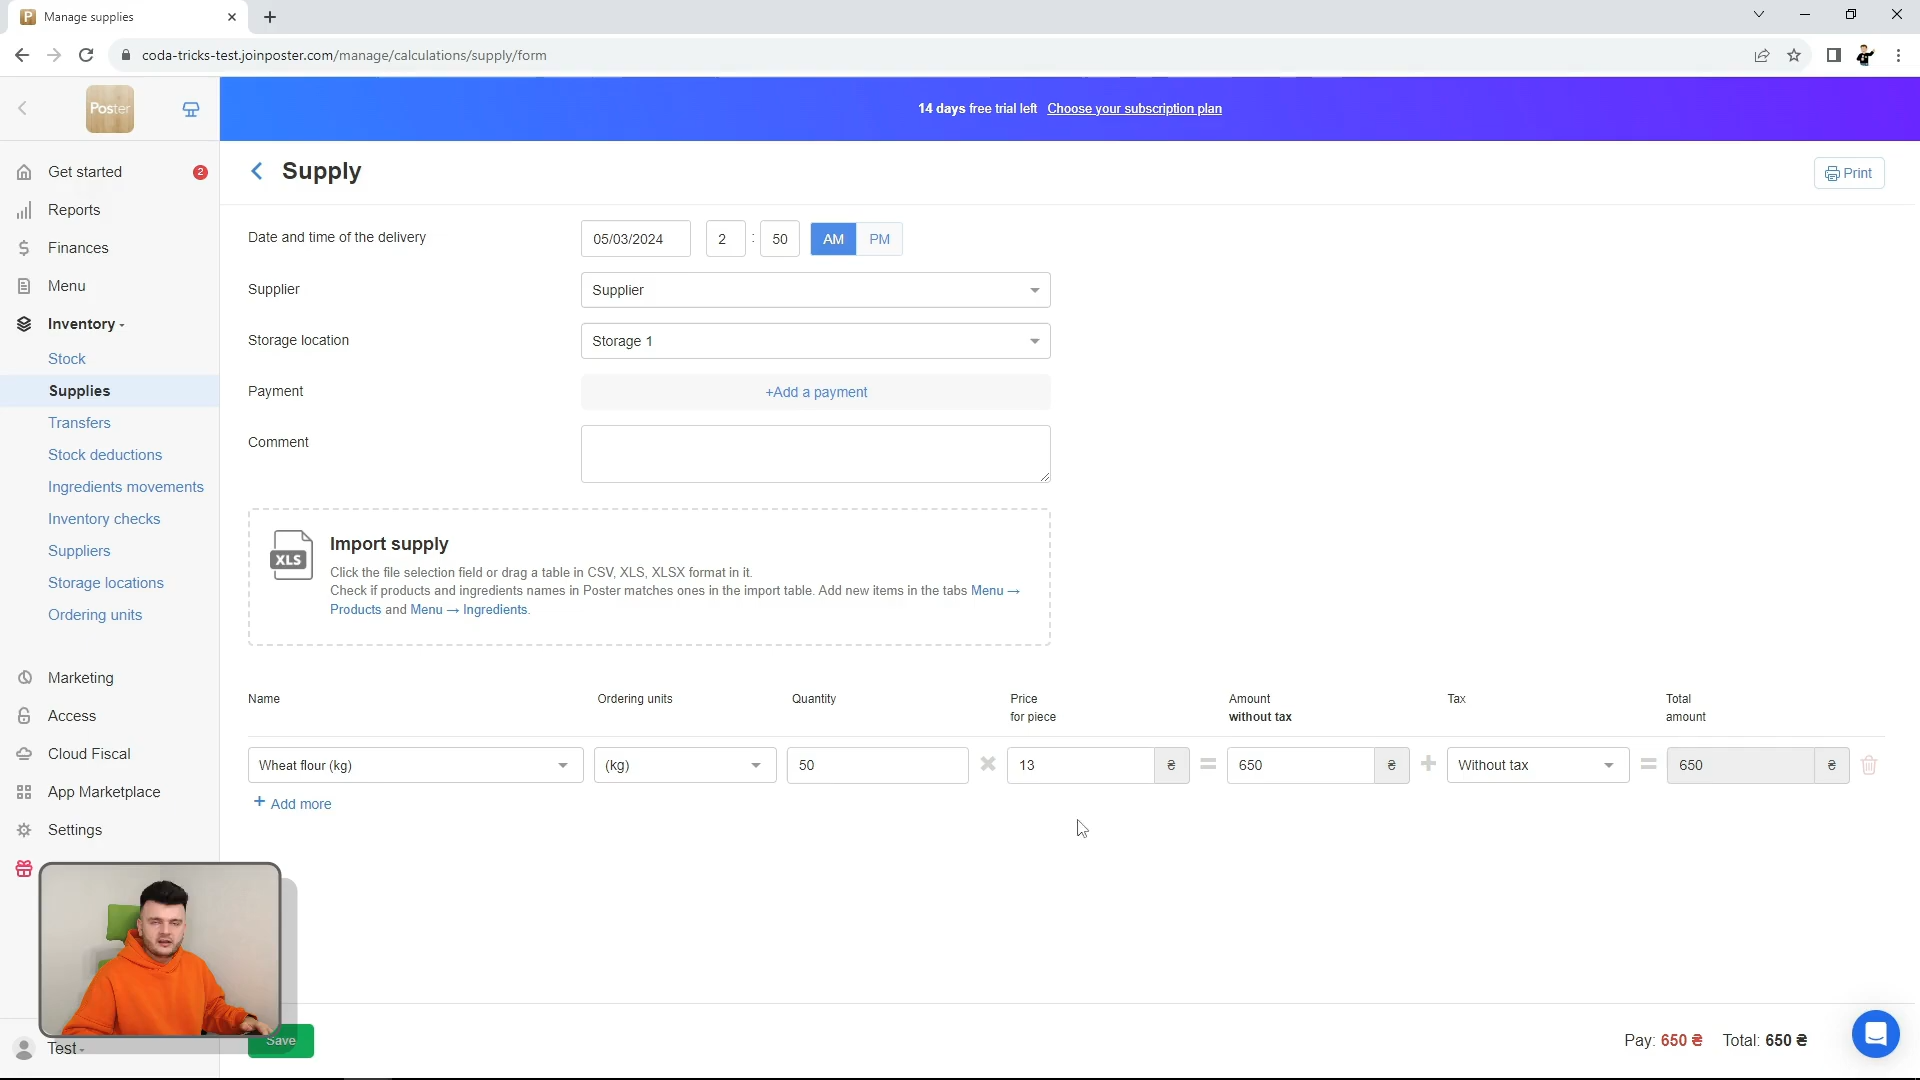 Manage supplies
coda-tricks-test.joinposter.com/manage/calculations/supply/form
Poster
14 days free trial left Choose your subscription plan
Get started 2
Reports
Finances
Menu
Inventory
Stock
Supplies
Transfers
Stock deductions
Ingredients movements
Inventory checks
Suppliers
Storage locations
Ordering units
Marketing
Access
Cloud Fiscal
App Marketplace
Settings
Test
Supply
Print
Date and time of the delivery 05/03/2024 2 : 50 AM PM
Supplier Supplier
Storage location Storage 1
Payment +Add a payment
Comment
XLS
Import supply
Click the file selection field or drag a table in CSV, XLS, XLSX format in it.
Check if products and ingredients names in Poster matches ones in the import table. Add new items in the tabs Menu →
Products and Menu → Ingredients.
Name Ordering units Quantity Price for piece Amount without tax Tax Total amount
Wheat flour (kg) (kg) 50 × 13 ₴ = 650 ₴ + Without tax = 650 ₴
+ Add more
Save
Pay: 650 ₴ Total: 650 ₴